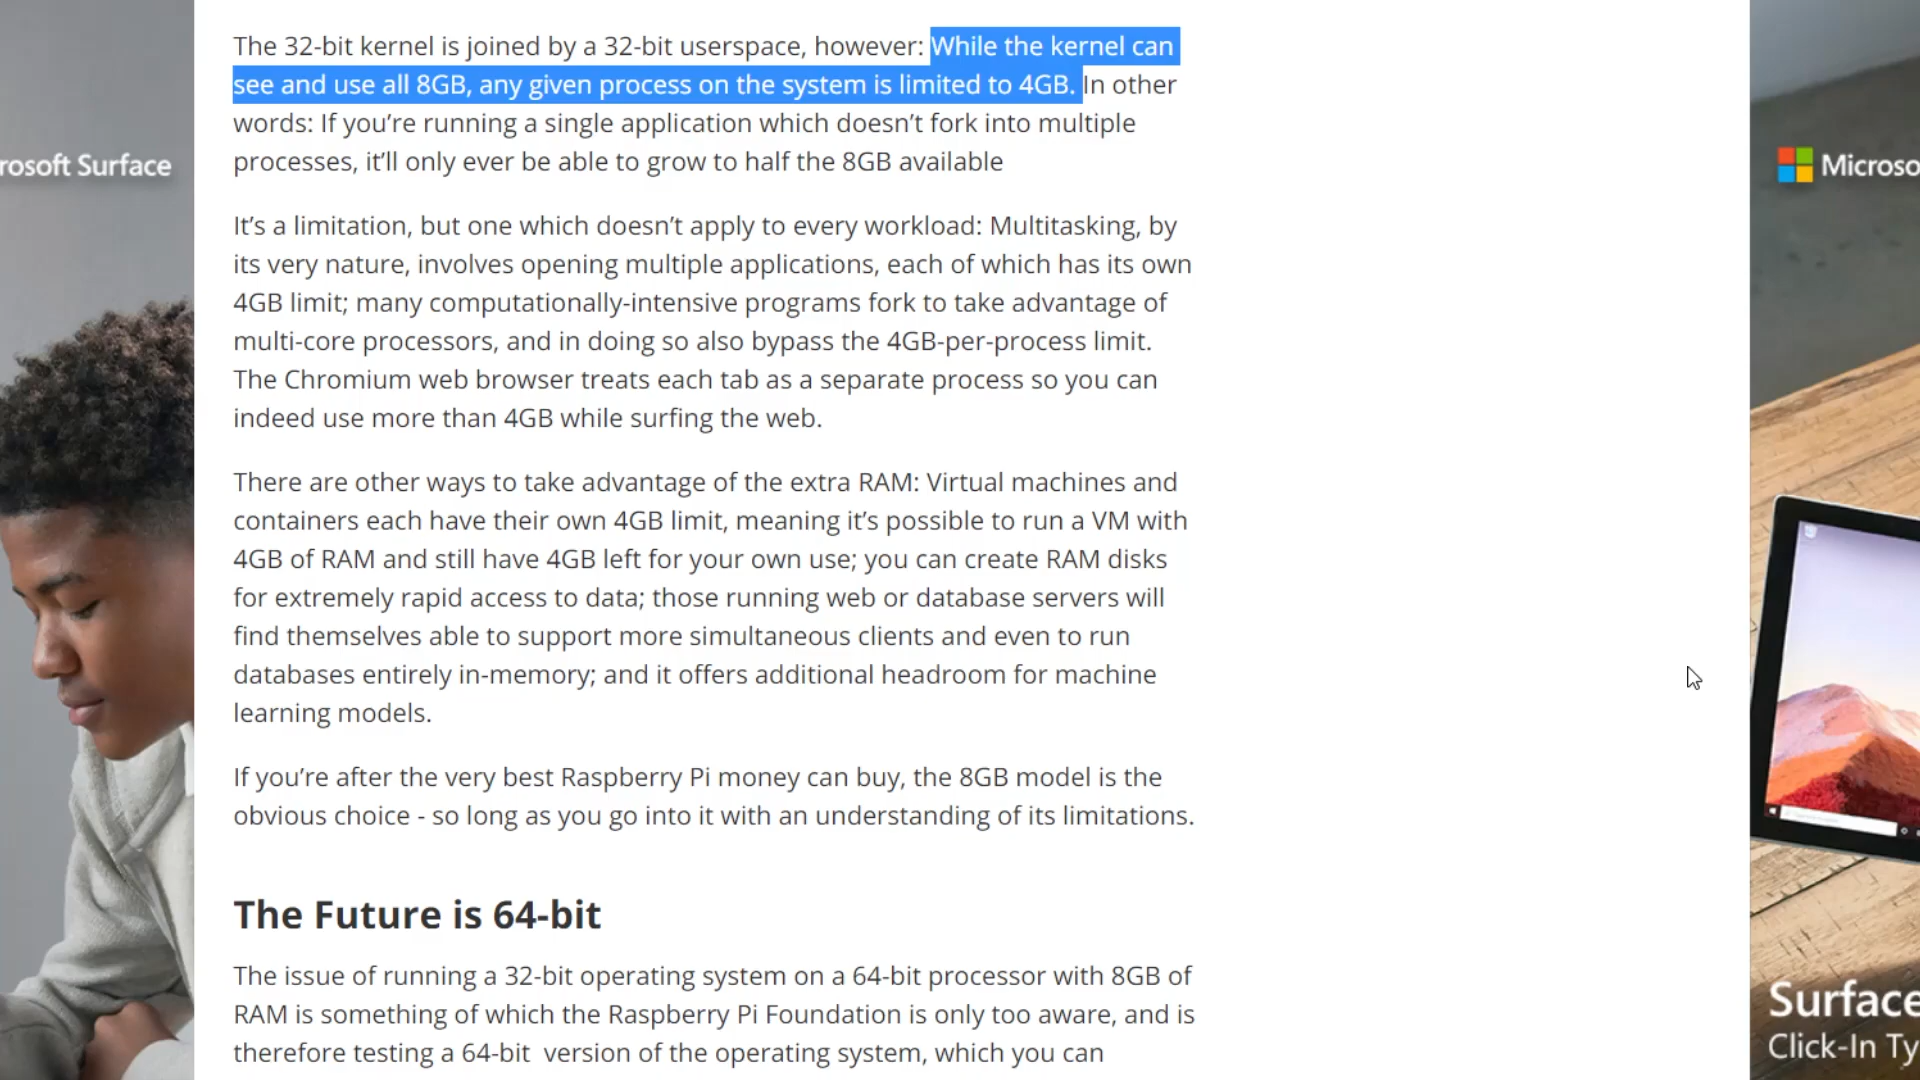 The 32-bit kernel is joined by a 32-bit userspace, however: While the kernel can
see and use all 8GB, any given process on the system is limited to 4GB. In other
words: If you’re running a single application which doesn’t fork into multiple
processes, it’ll only ever be able to grow to half the 8GB available
rosoft Surface
Microso
It’s a limitation, but one which doesn’t apply to every workload: Multitasking, by
its very nature, involves opening multiple applications, each of which has its own
4GB limit; many computationally-intensive programs fork to take advantage of
multi-core processors, and in doing so also bypass the 4GB-per-process limit.
The Chromium web browser treats each tab as a separate process so you can
indeed use more than 4GB while surfing the web.
There are other ways to take advantage of the extra RAM: Virtual machines and
containers each have their own 4GB limit, meaning it’s possible to run a VM with
4GB of RAM and still have 4GB left for your own use; you can create RAM disks
for extremely rapid access to data; those running web or database servers will
find themselves able to support more simultaneous clients and even to run
databases entirely in-memory; and it offers additional headroom for machine
learning models.
If you’re after the very best Raspberry Pi money can buy, the 8GB model is the
obvious choice - so long as you go into it with an understanding of its limitations.
The Future is 64-bit
The issue of running a 32-bit operating system on a 64-bit processor with 8GB of
RAM is something of which the Raspberry Pi Foundation is only too aware, and is
therefore testing a 64-bit  version of the operating system, which you can
Surface
Click-In Ty